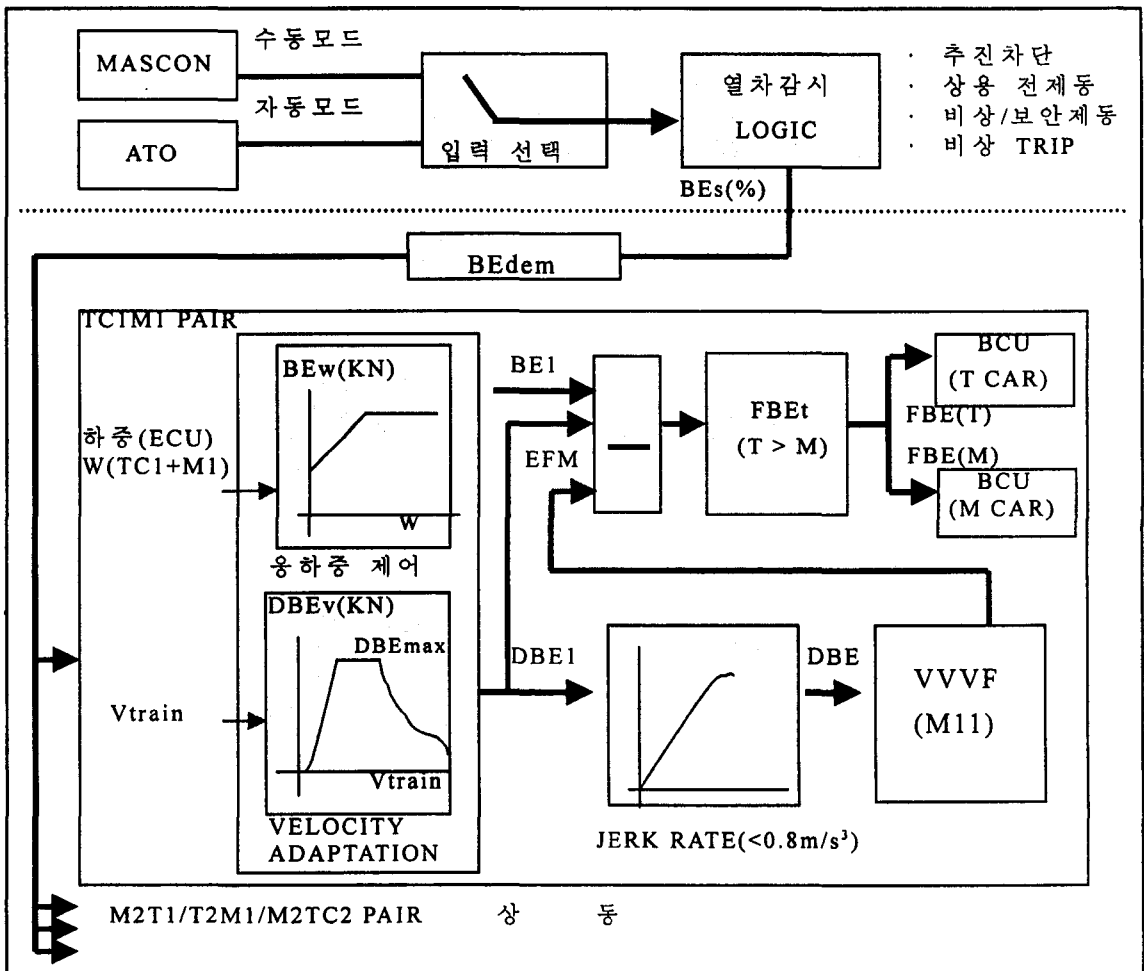 수동모드
MASCON
자동모드
ATO
입력 선택
열차감시
LOGIC
· 추진차단
· 상용 전제동
· 비상/보안제동
· 비상 TRIP
BEs(%)
BEdem
TC1M1 PAIR
BEw(KN)
하중(ECU)
W(TC1+M1)
W
응하중 제어
DBEv(KN)
DBEmax
Vtrain
Vtrain
VELOCITY
ADAPTATION
BE1
EFM
FBEt
(T > M)
BCU
(T CAR)
FBE(T)
FBE(M)
BCU
(M CAR)
DBE1
DBE
VVVF
(M11)
JERK RATE(<0.8m/s³)
M2T1/T2M1/M2TC2 PAIR 상 동